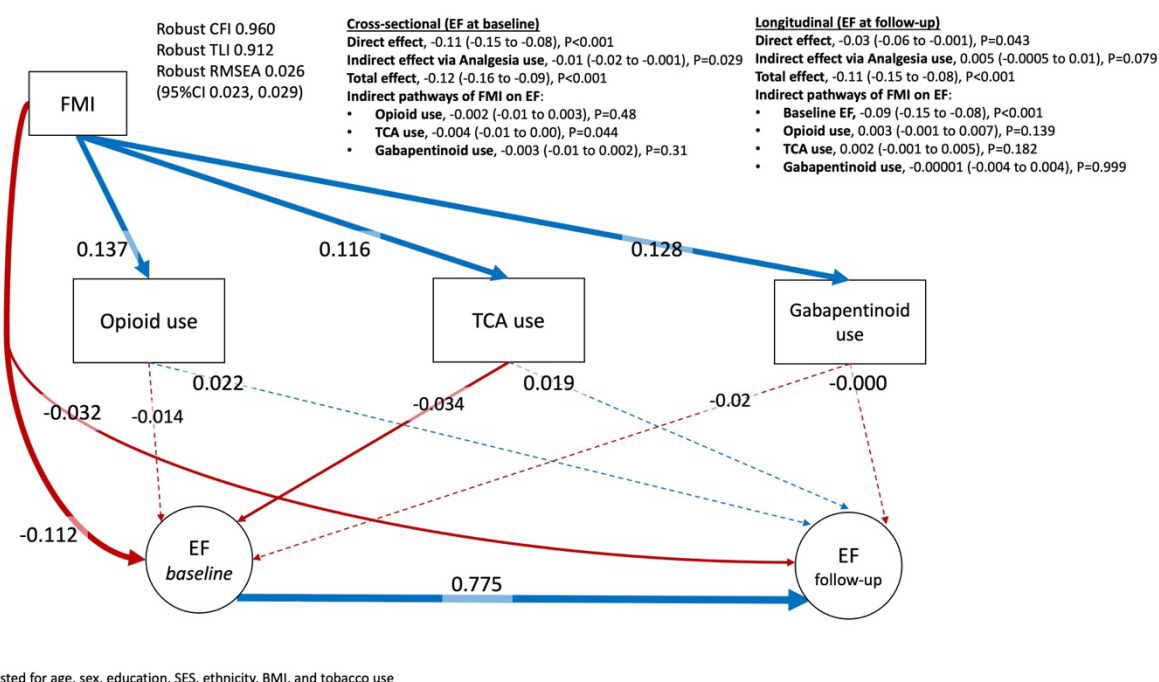 Robust CFI 0.960
Robust TLI 0.912
Robust RMSEA 0.026
(95%CI 0.023, 0.029)
Cross-sectional (EF at baseline)
Direct effect, -0.11 (-0.15 to -0.08), P<0.001
Indirect effect via Analgesia use, -0.01 (-0.02 to -0.001), P=0.029
Total effect, -0.12 (-0.16 to -0.09), P<0.001
Indirect pathways of FMI on EF:
• Opioid use, -0.002 (-0.01 to 0.003), P=0.48
• TCA use, -0.004 (-0.01 to 0.00), P=0.044
• Gabapentinoid use, -0.003 (-0.01 to 0.002), P=0.31
Longitudinal (EF at follow-up)
Direct effect, -0.03 (-0.06 to -0.001), P=0.043
Indirect effect via Analgesia use, 0.005 (-0.0005 to 0.01), P=0.079
Total effect, -0.11 (-0.15 to -0.08), P<0.001
Indirect pathways of FMI on EF:
• Baseline EF, -0.09 (-0.15 to -0.08), P<0.001
• Opioid use, 0.003 (-0.001 to 0.007), P=0.139
• TCA use, 0.002 (-0.001 to 0.005), P=0.182
• Gabapentinoid use, -0.00001 (-0.004 to 0.004), P=0.999
FMI
0.137
0.116
0.128
Opioid use
TCA use
Gabapentinoid
use
0.022
0.019
-0.000
-0.032
-0.014
-0.034
-0.02
-0.112
EF
baseline
EF
follow-up
0.775
sted for age, sex, education, SES, ethnicity, BMI, and tobacco use